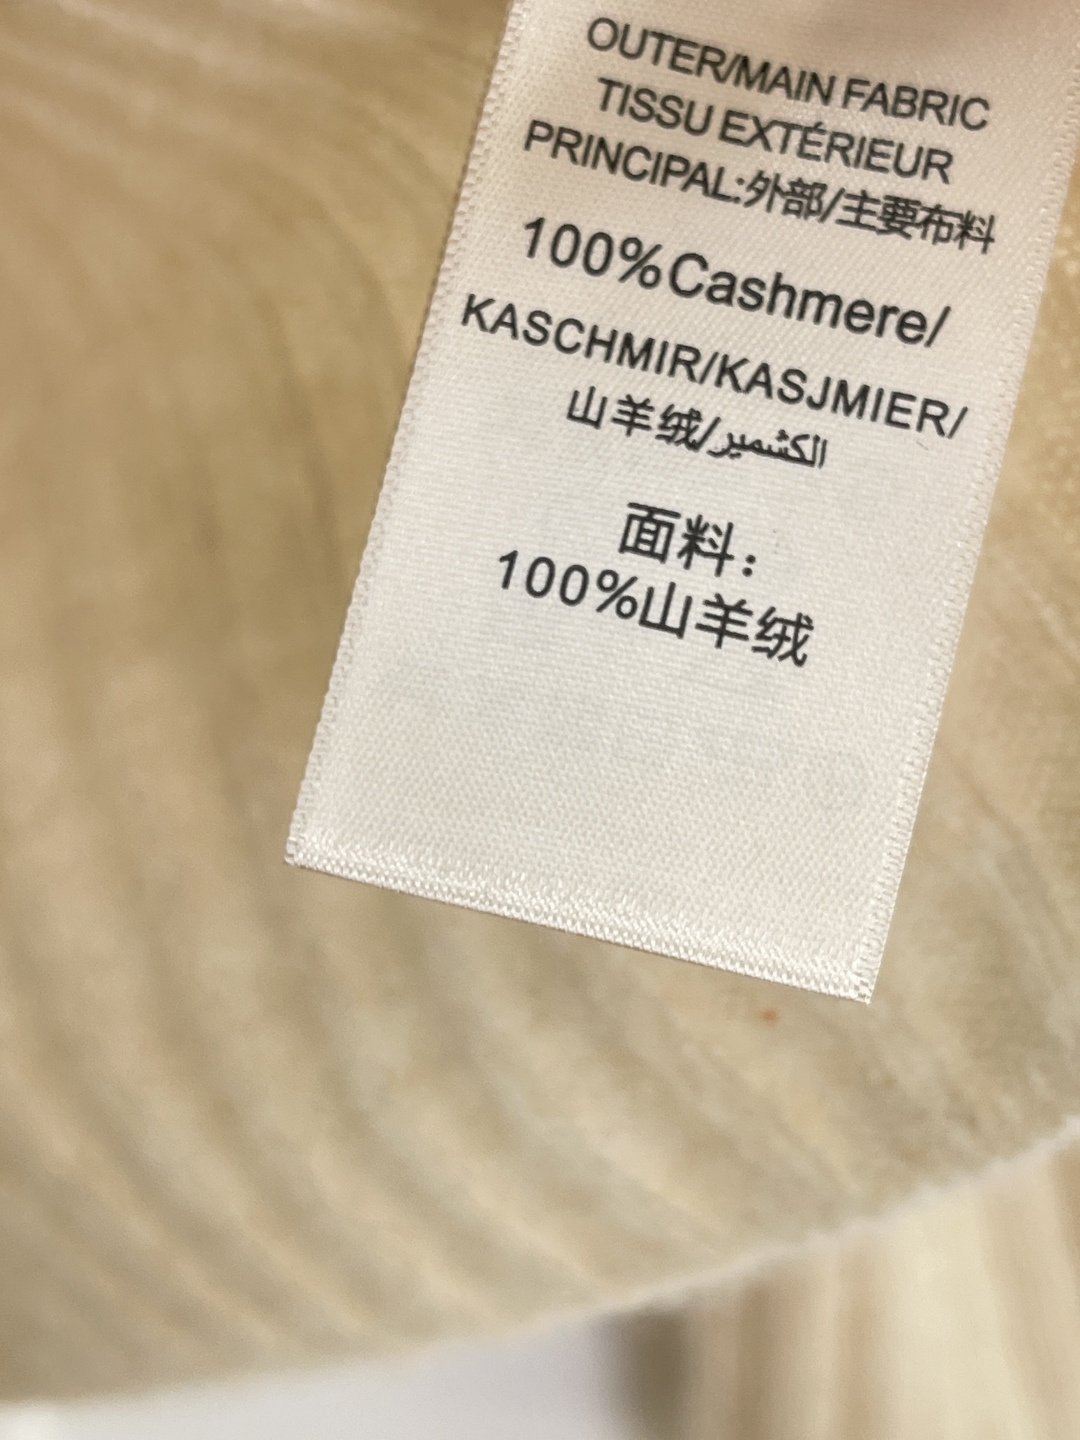 OUTER/MAIN FABRIC
TISSU EXTÉRIEUR
PRINCIPAL:外部/主要布料
100%Cashmere/
KASCHMIR/KASJMIER/
山羊绒/الكشمير
面料：
100%山羊绒